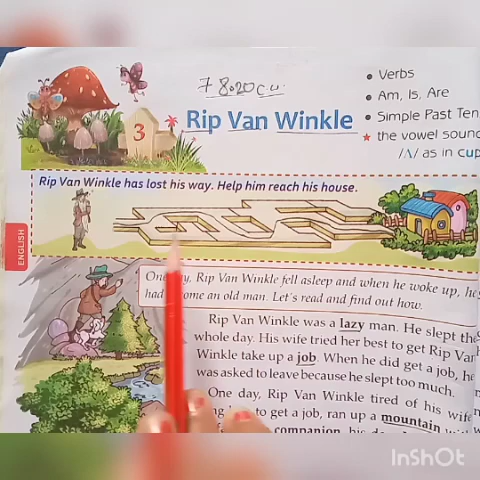 7 8.20
3
Rip Van Winkle
Verbs
Am, Is, Are
Simple Past Ten
the vowel sound
/Λ/ as in cup
Rip Van Winkle has lost his way. Help him reach his house.
ENGLISH
One day, Rip Van Winkle fell asleep and when he woke up, he
had become an old man. Let's read and find out how.
Rip Van Winkle was a lazy man. He slept the
whole day. His wife tried her best to get Rip Van
Winkle take up a job. When he did get a job, he
was asked to leave because he slept too much.
One day, Rip Van Winkle tired of his wife
to get a job, ran up a mountain
companion, his
InShOt